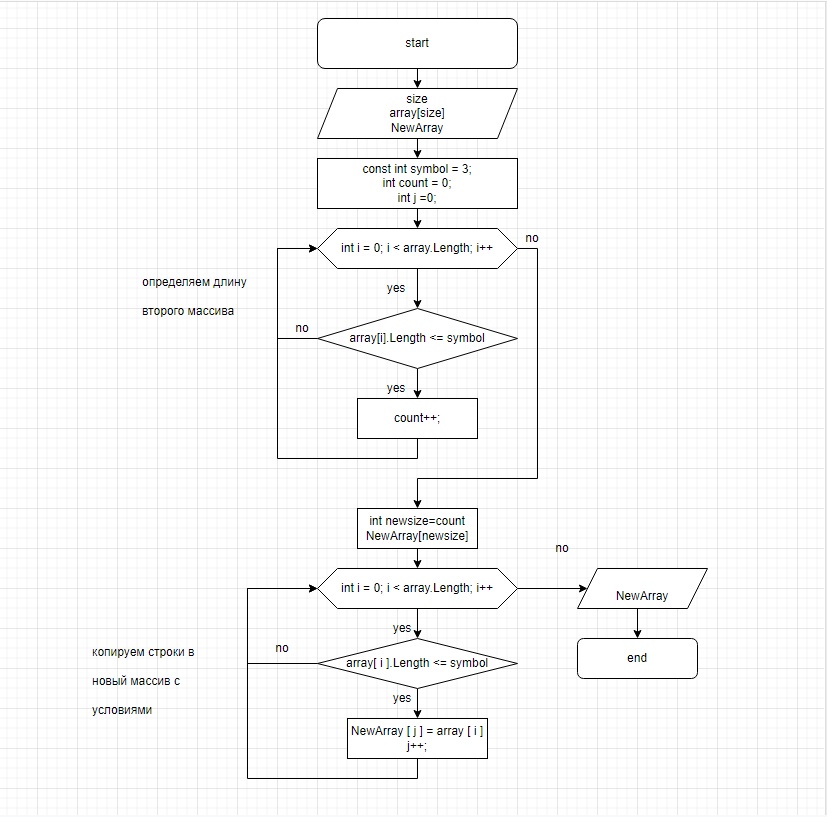 start
size
array[size]
NewArray
const int symbol = 3;
int count = 0;
int j =0;
int i = 0; i < array.Length; i++
no
yes
определяем длину
второго массива
array[i].Length <= symbol
no
yes
count++;
int newsize=count
NewArray[newsize]
int i = 0; i < array.Length; i++
no
NewArray
yes
end
array[ i ].Length <= symbol
no
копируем строки в
новый массив с
условиями
yes
NewArray [ j ] = array [ i ]
j++;